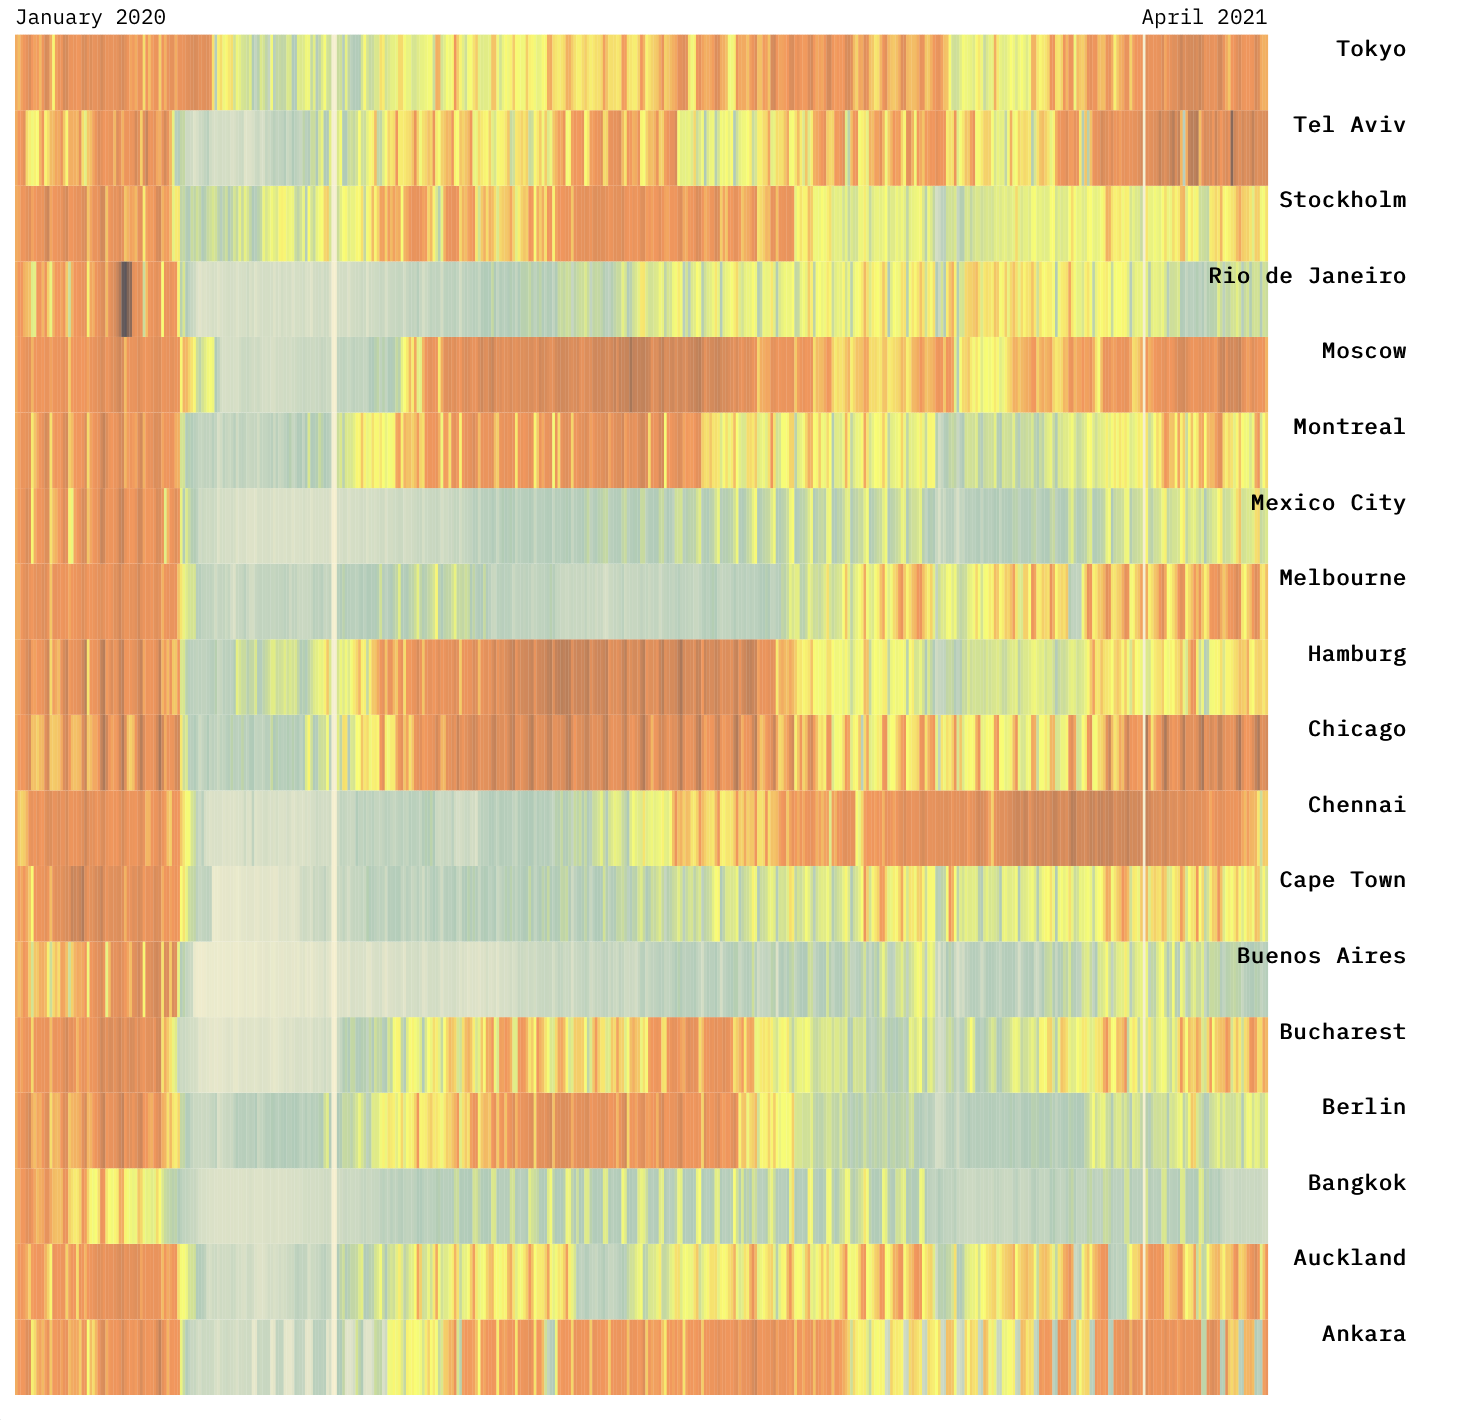 January 2020
April 2021
Tokyo
Tel Aviv
Stockholm
Rio de Janeiro
Moscow
Montreal
Mexico City
Melbourne
Hamburg
Chicago
Chennai
Cape Town
Buenos Aires
Bucharest
Berlin
Bangkok
Auckland
Ankara